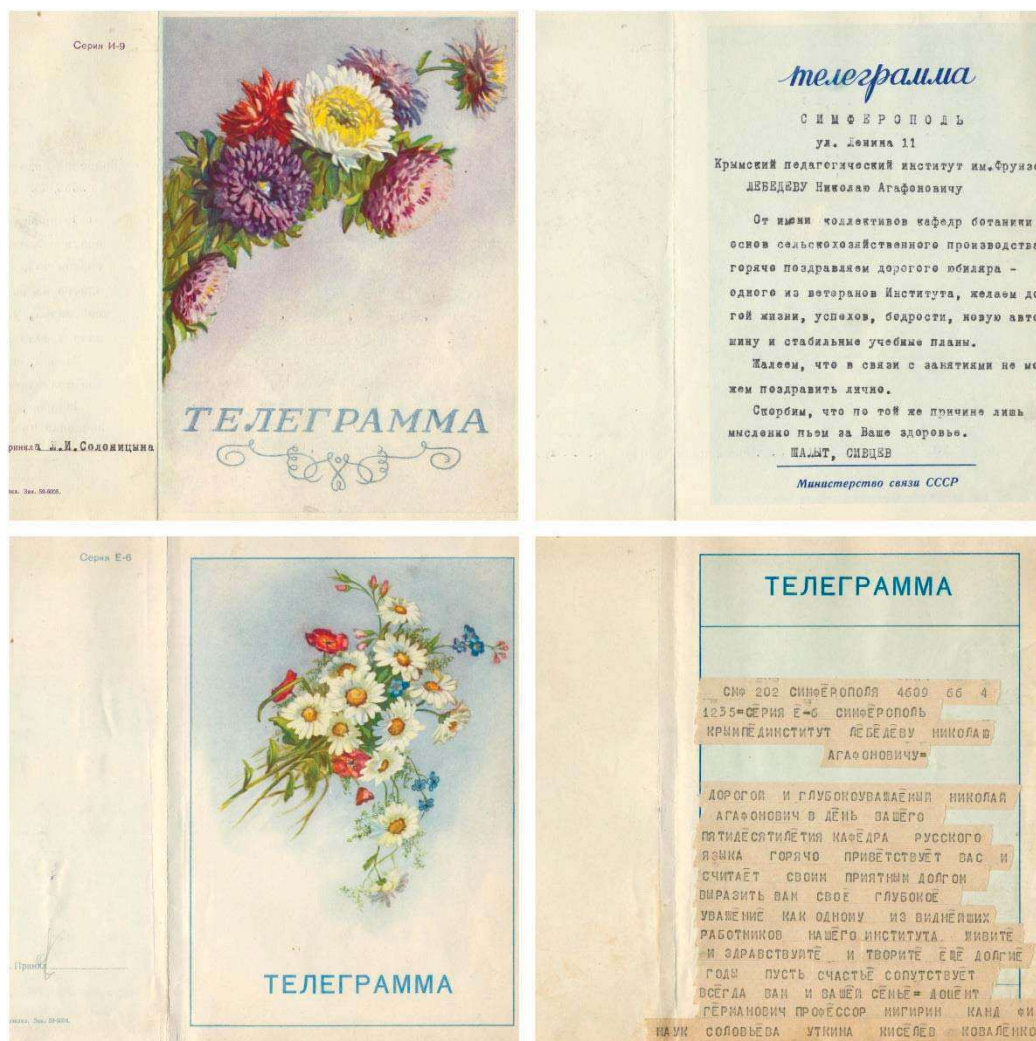 Серия И-9
ТЕЛЕГРАММА
Л.И.Солоницына
Зак. 50-6005.
телеграмма
СИМФЕРОПОЛЬ
ул. Ленина 11
Крымский педагогический институт им.Фрунзе
ЛЕБЕДЕВУ Николаю Агафоновичу
От имени коллективов кафедр ботаники
основ сельскохозяйственного производства
горячо поздравляем дорогого юбиляра -
одного из ветеранов Института, желаем до
гой жизни, успехов, бодрости, новую авто
шину и стабильные учебные планы.
Жалеем, что в связи с занятиями не мо
жем поздравить лично.
Скорбим, что по той же причине лишь
мысленно пьем за Ваше здоровье.
ШАЛЫТ, СИВЦЕВ
Министерство связи СССР
Серия Е-6
Принял
ТЕЛЕГРАММА
ТЕЛЕГРАММА
СМФ 202 СИМФЕРОПОЛЯ 4609 66 4
1235=СЕРИЯ Е-6 СИМФЕРОПОЛЬ
КРЫМПЕДИНСТИТУТ ЛЕБЕДЕВУ НИКОЛАЮ
АГАФОНОВИЧУ=
ДОРОГОЙ И ГЛУБОКОУВАЖАЕМЫЙ НИКОЛАЙ
АГАФОНОВИЧ В ДЕНЬ ВАШЕГО
ПЯТИДЕСЯТИЛЕТИЯ КАФЕДРА РУССКОГО
ЯЗЫКА ГОРЯЧО ПРИВЕТСТВУЕТ ВАС И
СЧИТАЕТ СВОИМ ПРИЯТНЫМ ДОЛГОМ
ВЫРАЗИТЬ ВАМ СВОЕ ГЛУБОКОЕ
УВАЖЕНИЕ КАК ОДНОМУ ИЗ ВИДНЕЙШИХ
РАБОТНИКОВ НАШЕГО ИНСТИТУТА ЖИВИТЕ
И ЗДРАВСТВУЙТЕ И ТВОРИТЕ ЕЩЕ ДОЛГИЕ
ГОДЫ ПУСТЬ СЧАСТЬЕ СОПУТСТВУЕТ
ВСЕГДА ВАМ И ВАШЕЙ СЕМЬЕ= ДОЦЕНТ
ГЕРМАНОВИЧ ПРОФЕССОР МИГИРИН КАНД ФИ
НАУК СОЛОВЬЕВА УТКИНА КИСЕЛЕВ КОВАЛЕНКО